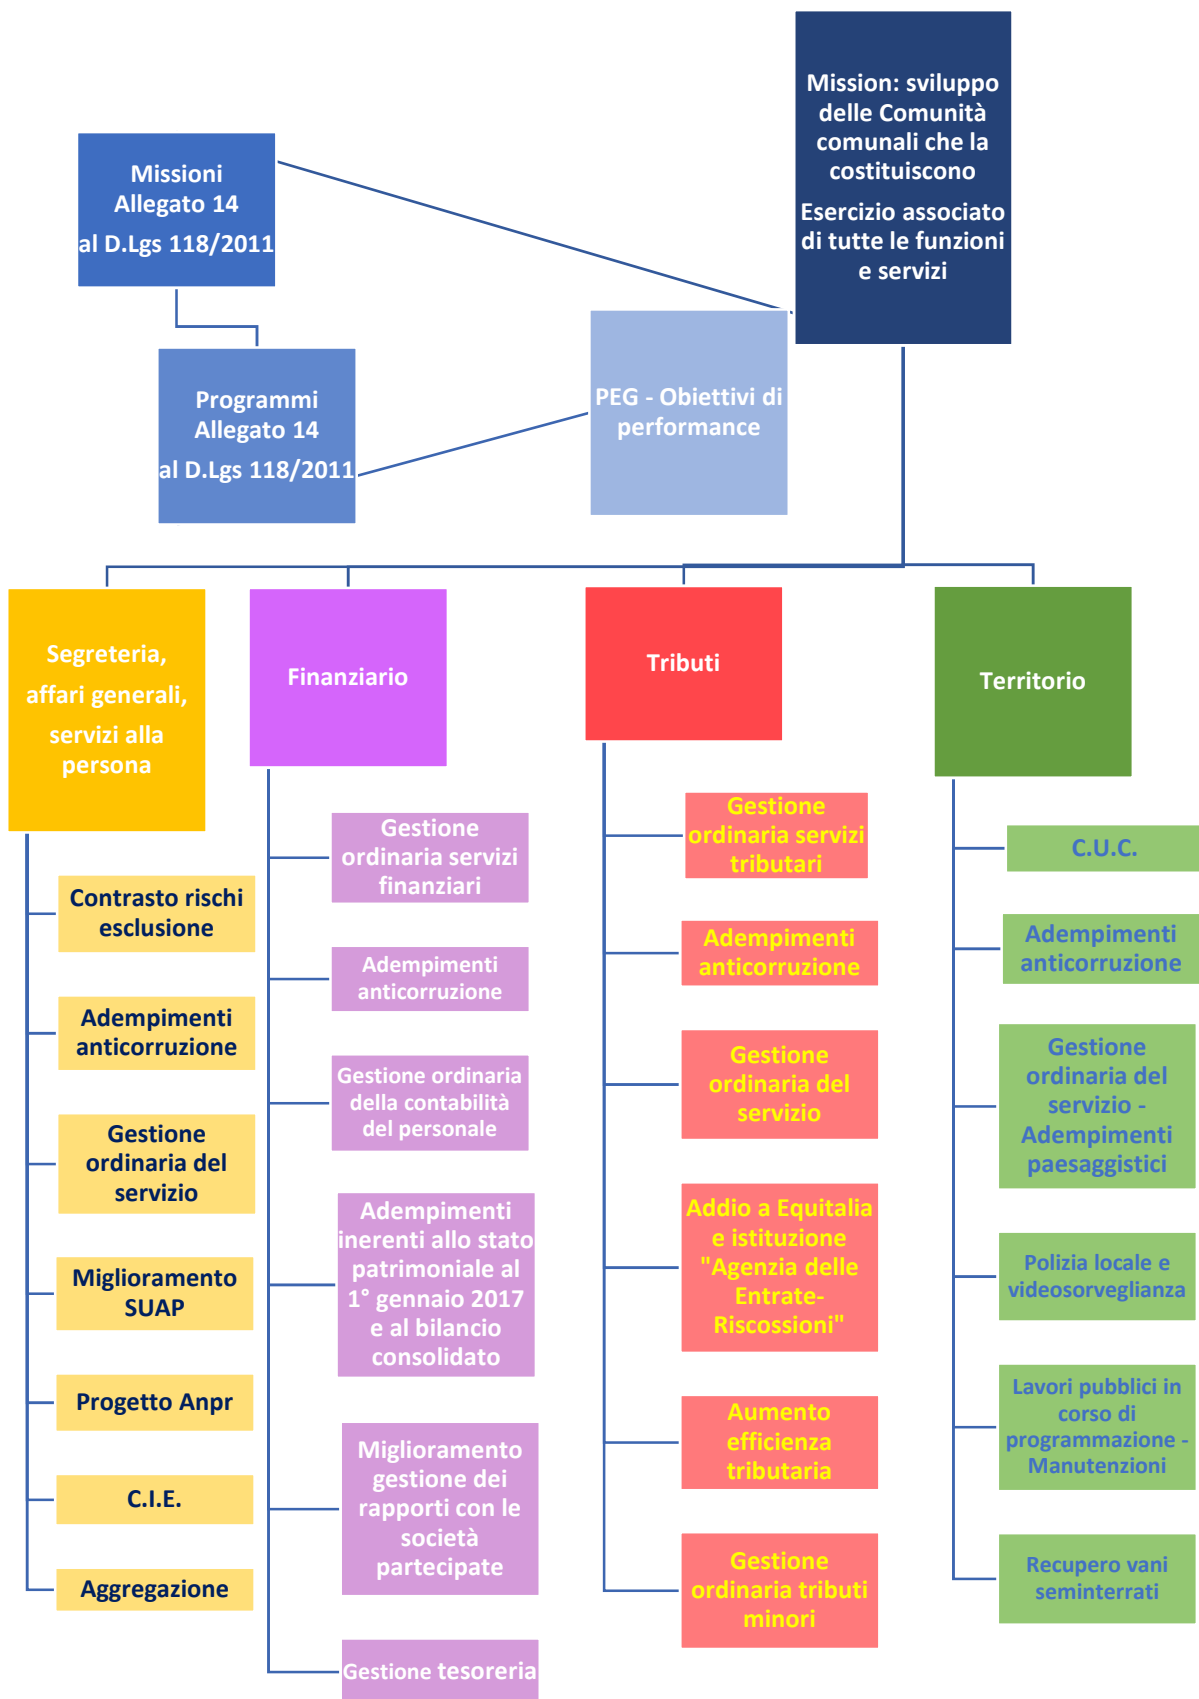 Mission: sviluppo
delle Comunità
comunali che la
costituiscono
Esercizio associato
di tutte le funzioni
e servizi
Missioni
Allegato 14
al D.Lgs 118/2011
Programmi
Allegato 14
al D.Lgs 118/2011
PEG - Obiettivi di
performance
Segreteria,
affari generali,
servizi alla
persona
Contrasto rischi
esclusione
Adempimenti
anticorruzione
Gestione
ordinaria del
servizio
Miglioramento
SUAP
Progetto Anpr
C.I.E.
Aggregazione
Finanziario
Gestione
ordinaria servizi
finanziari
Adempimenti
anticorruzione
Gestione ordinaria
della contabilità
del personale
Adempimenti
inerenti allo stato
patrimoniale al
1° gennaio 2017
e al bilancio
consolidato
Miglioramento
gestione dei
rapporti con le
società
partecipate
Gestione tesoreria
Tributi
Gestione
ordinaria servizi
tributari
Adempimenti
anticorruzione
Gestione
ordinaria del
servizio
Addio a Equitalia
e istituzione
"Agenzia delle
Entrate-
Riscossioni"
Aumento
efficienza
tributaria
Gestione
ordinaria tributi
minori
Territorio
C.U.C.
Adempimenti
anticorruzione
Gestione
ordinaria del
servizio -
Adempimenti
paesaggistici
Polizia locale e
videosorveglianza
Lavori pubblici in
corso di
programmazione -
Manutenzioni
Recupero vani
seminterrati